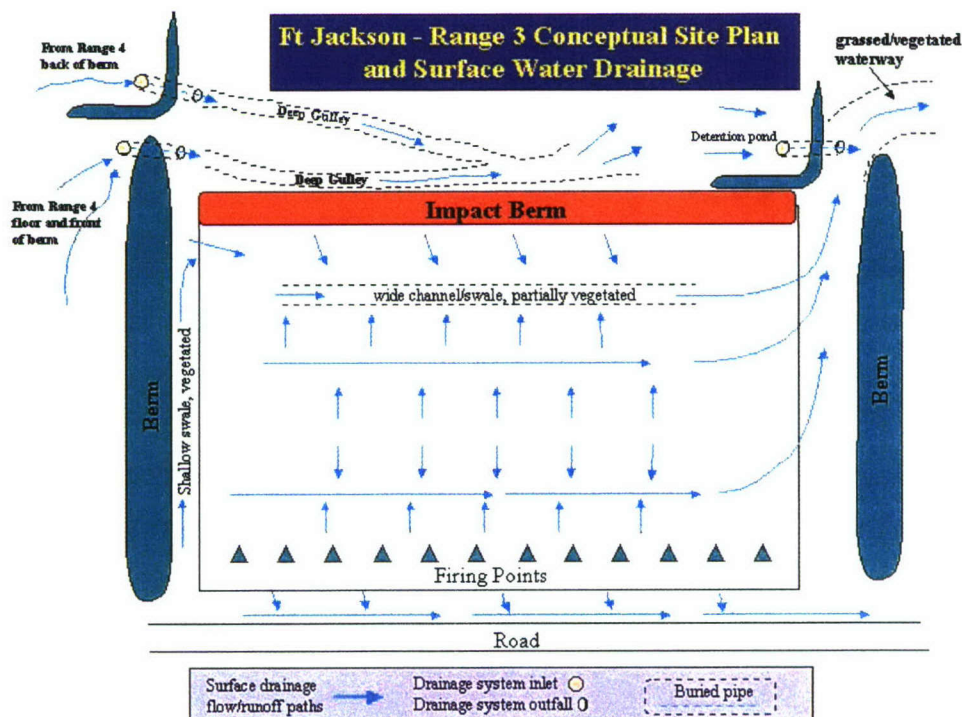 Ft Jackson - Range 3 Conceptual Site Plan
and Surface Water Drainage
From Range 4
back of berm
grassed/vegetated
waterway
Deep Gulley
Detention pond
Deep Gulley
From Range 4
floor and front
of berm
Impact Berm
wide channel/swale, partially vegetated
Berm
Shallow swale, vegetated
Berm
Firing Points
Road
Surface drainage
flow/runoff paths
Drainage system inlet
Drainage system outfall
Buried pipe